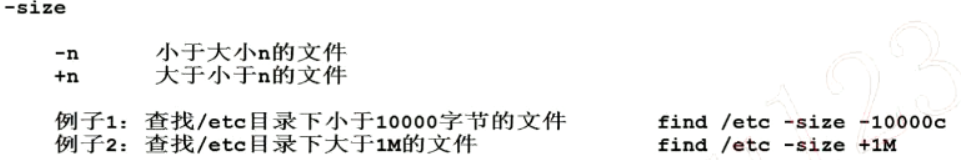 -size
-n 小于大小n的文件
+n 大于小于n的文件
例子1：查找/etc目录下小于10000字节的文件 find /etc -size -10000c
例子2：查找/etc目录下大于1M的文件 find /etc -size +1M
123